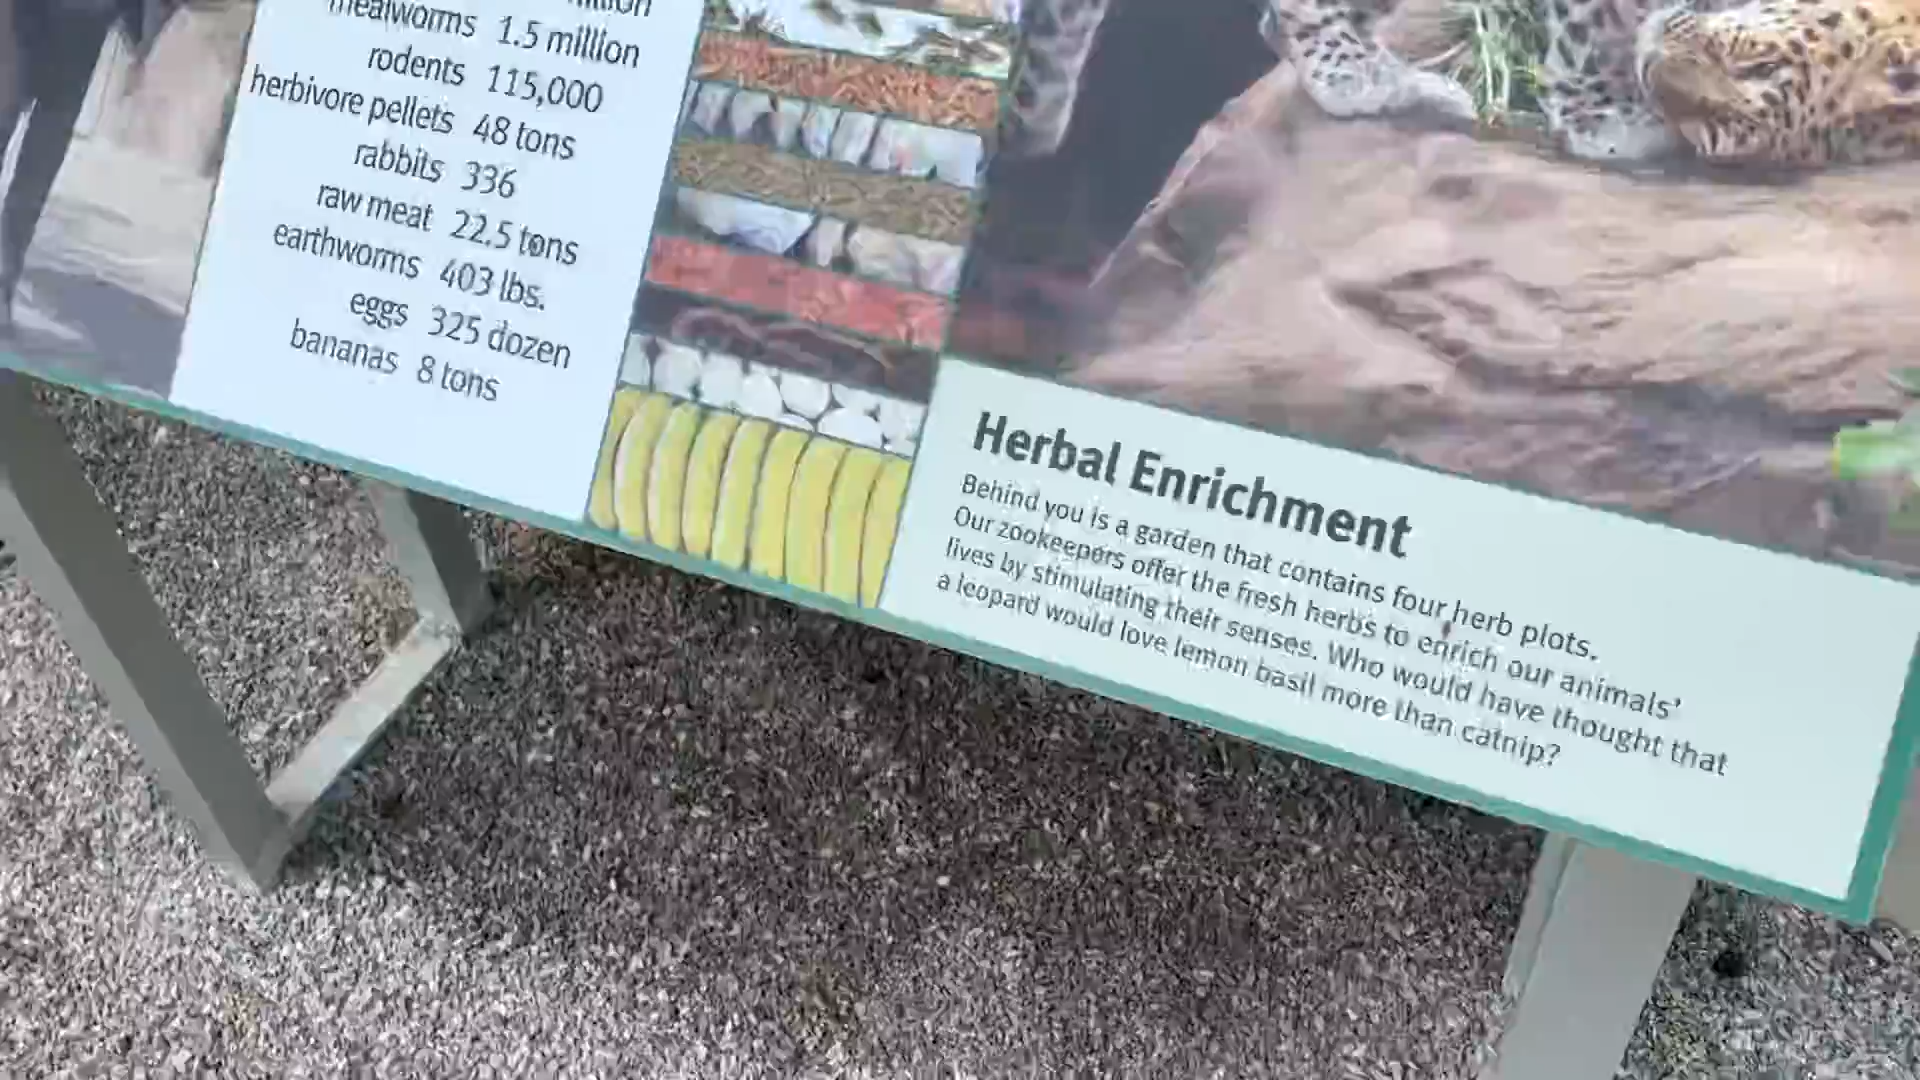 mealworms 1.5 million
rodents 115,000
herbivore pellets 48 tons
rabbits 336
raw meat 22.5 tons
earthworms 403 lbs.
eggs 325 dozen
bananas 8 tons
Herbal Enrichment
Behind you is a garden that contains four herb plots.
Our zookeepers offer the fresh herbs to enrich our animals'
lives by stimulating their senses. Who would have thought that
a leopard would love lemon basil more than catnip?